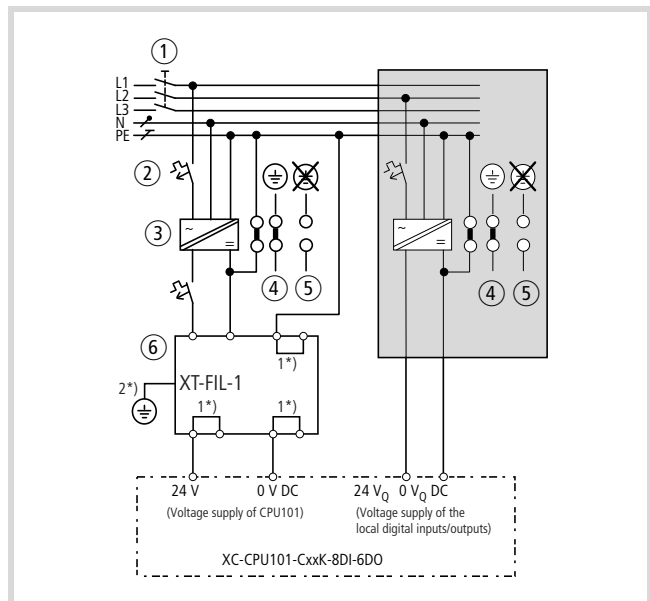 1
L1
L2
L3
N
PE
2
3
~
=
4
5
~
=
4
5
6
1*)
XT-FIL-1
2*)
1*)
1*)
24 V
0 V DC
24 VQ
0 VQ DC
(Voltage supply of CPU101)
(Voltage supply of the
local digital inputs/outputs)
XC-CPU101-CxxK-8DI-6DO